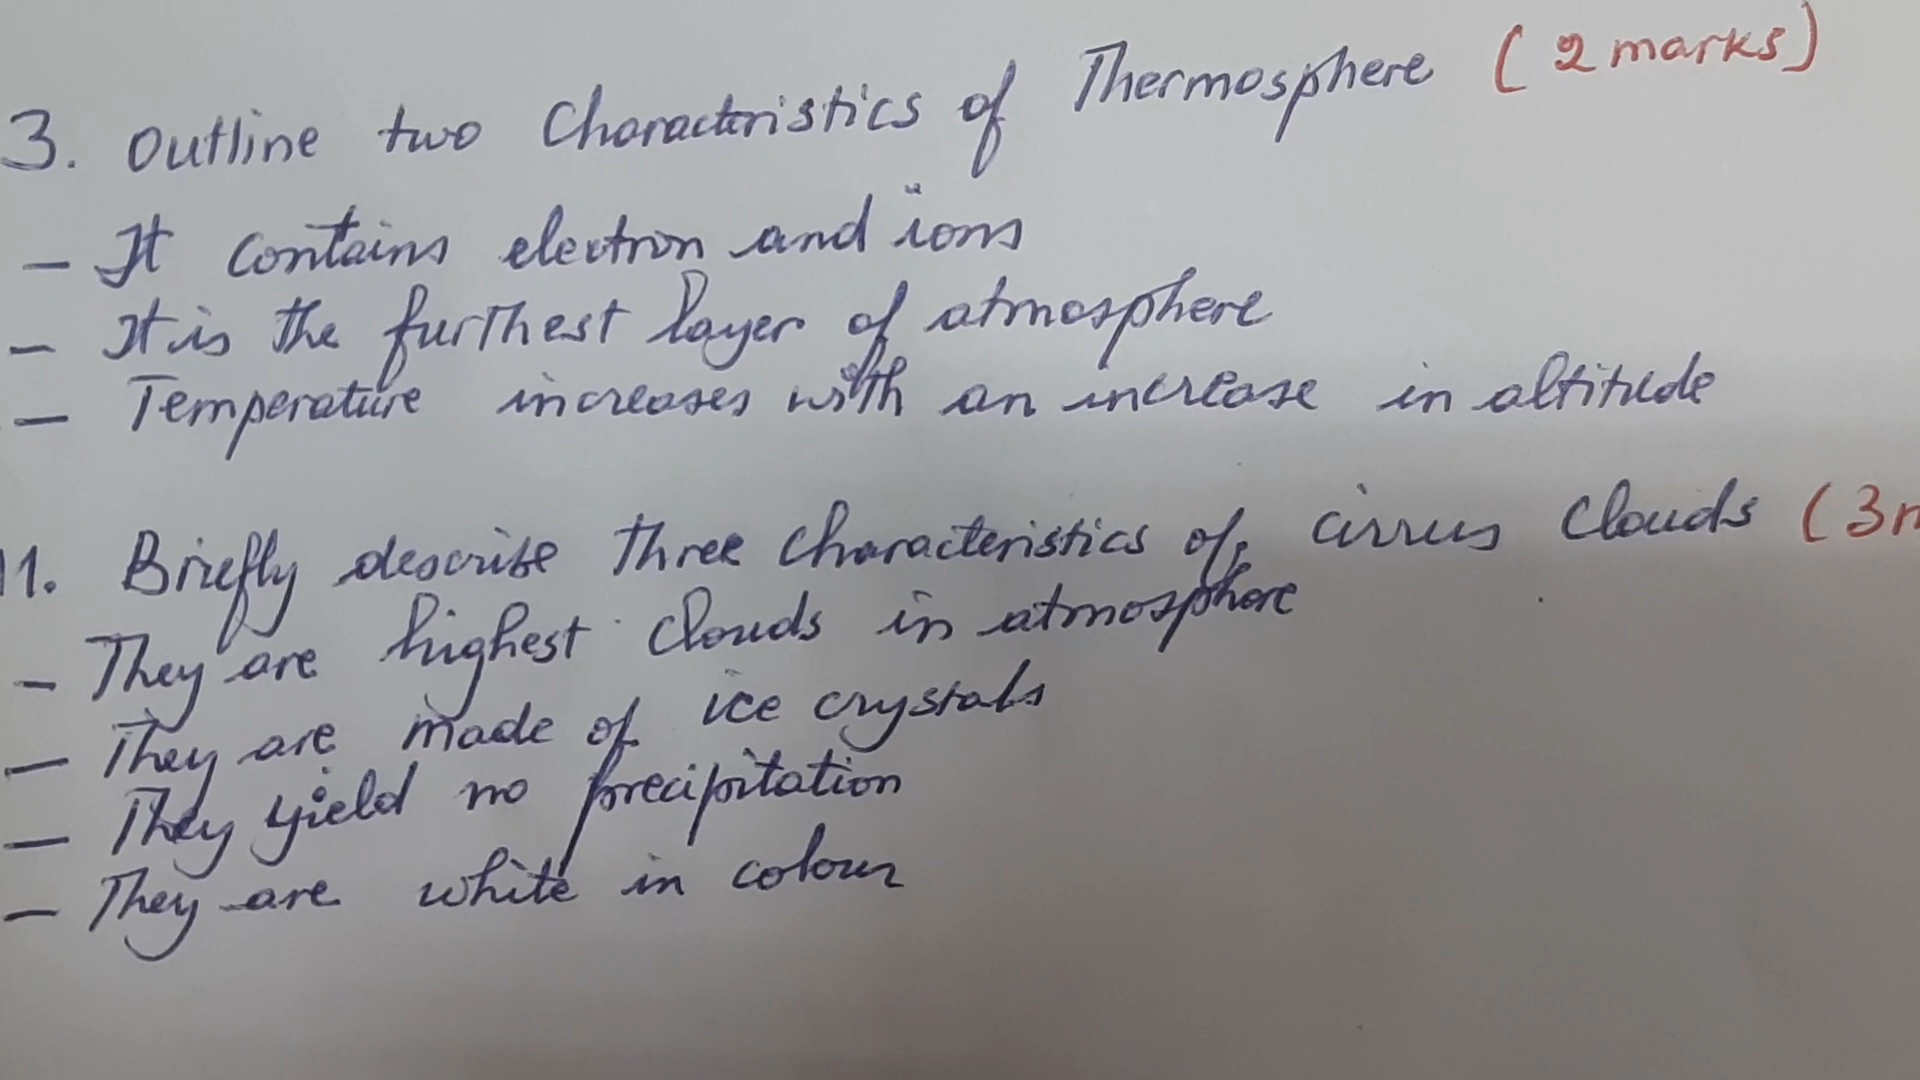 3. Outline two Characteristics of Thermosphere (2 marks)
- It contains electron and ions
- It is the furthest layer of atmosphere
- Temperature increases with an increase in altitude
11. Briefly describe three characteristics of cirrus clouds (3
- They are highest clouds in atmosphere
- They are made of ice crystals
- They yield no precipitation
- They are white in colour